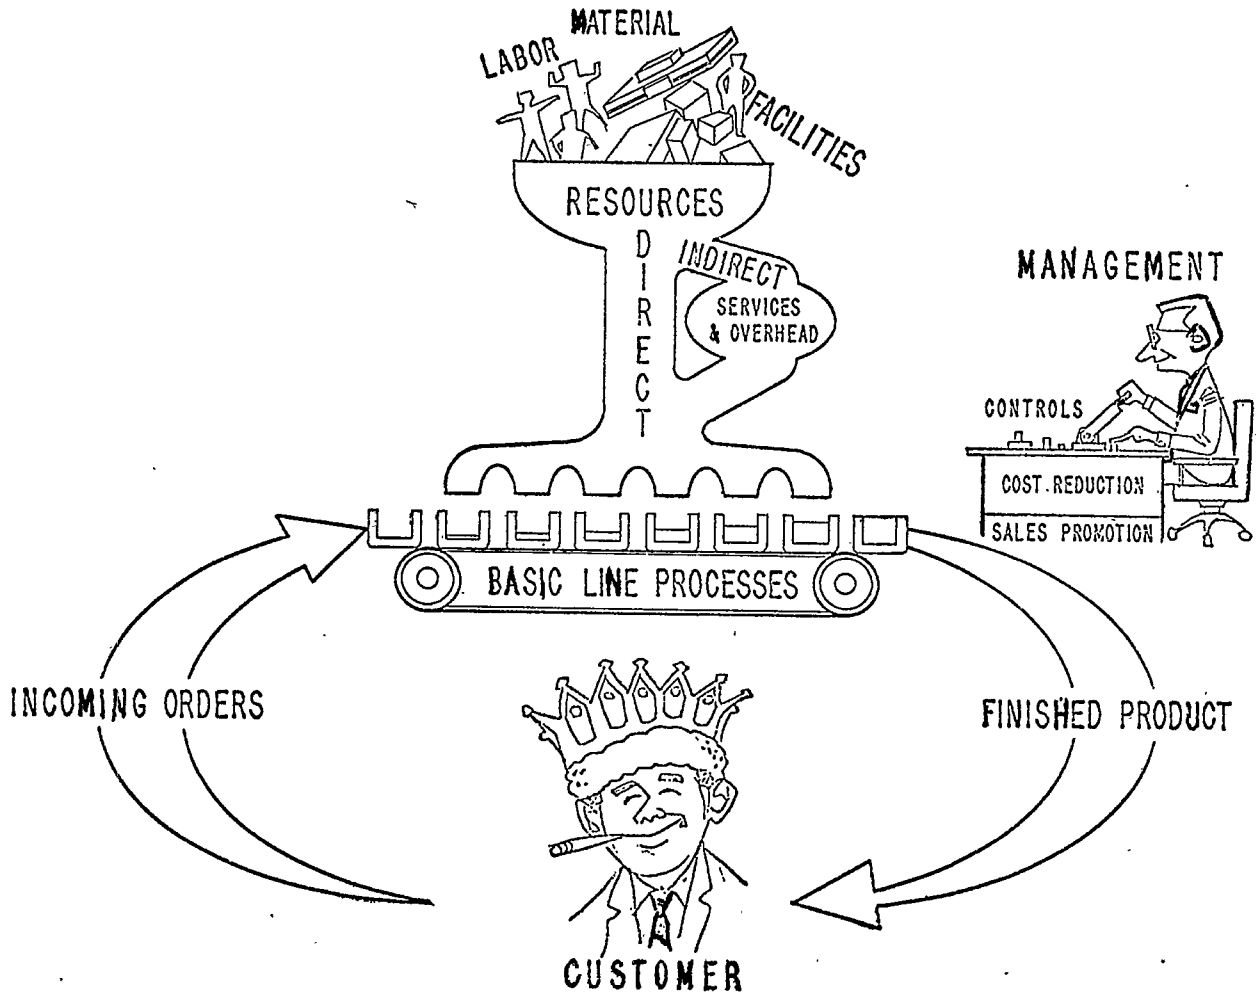 MATERIAL
LABOR
FACILITIES
RESOURCES
DIRECT
INDIRECT
SERVICES
& OVERHEAD
MANAGEMENT
CONTROLS
COST REDUCTION
SALES PROMOTION
BASIC LINE PROCESSES
INCOMING ORDERS
FINISHED PRODUCT
CUSTOMER